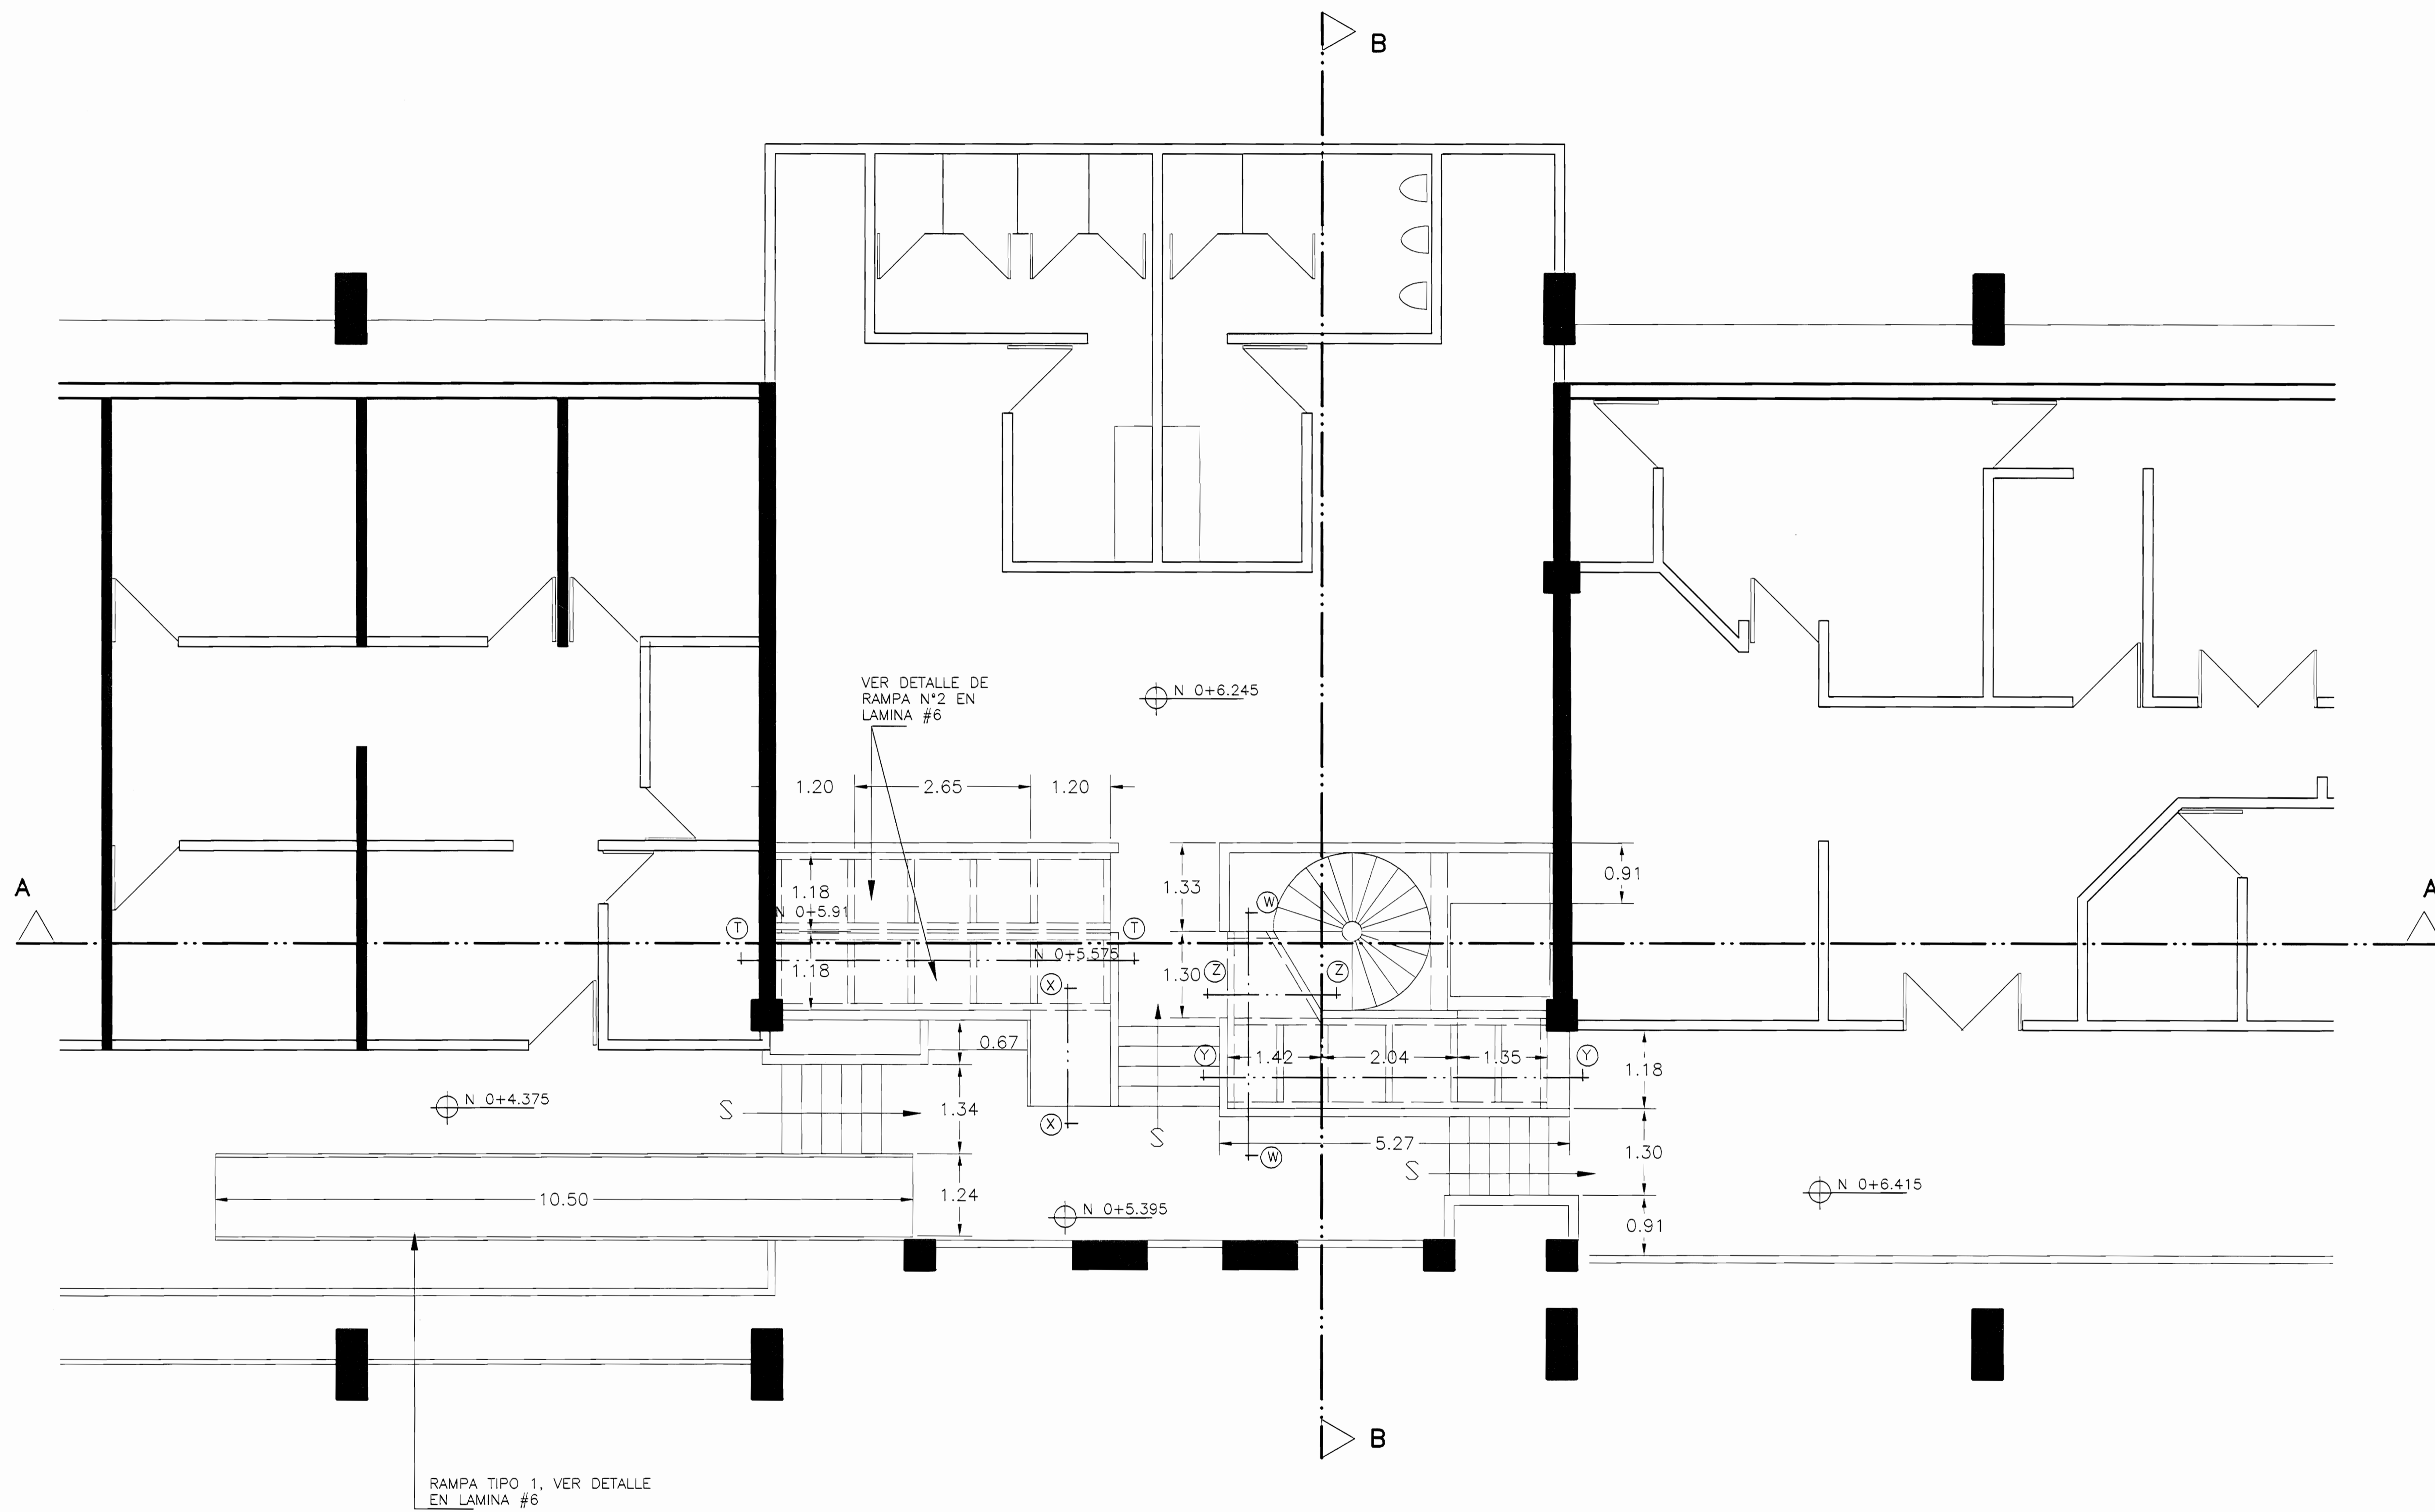 B
VER DETALLE DE
RAMPA N°2 EN
LAMINA #6
N 0+6.245
1.20
2.65
1.20
1.18
1.33
0.91
A
A
N 0+5.91
W
T
T
N 0+5.575
1.18
1.30
Z
Z
X
0.67
Y
1.42
2.04
1.35
Y
1.18
N 0+4.375
S
1.34
X
S
5.27
1.30
W
S
10.50
1.24
N 0+5.395
N 0+6.415
0.91
B
RAMPA TIPO 1, VER DETALLE
EN LAMINA #6